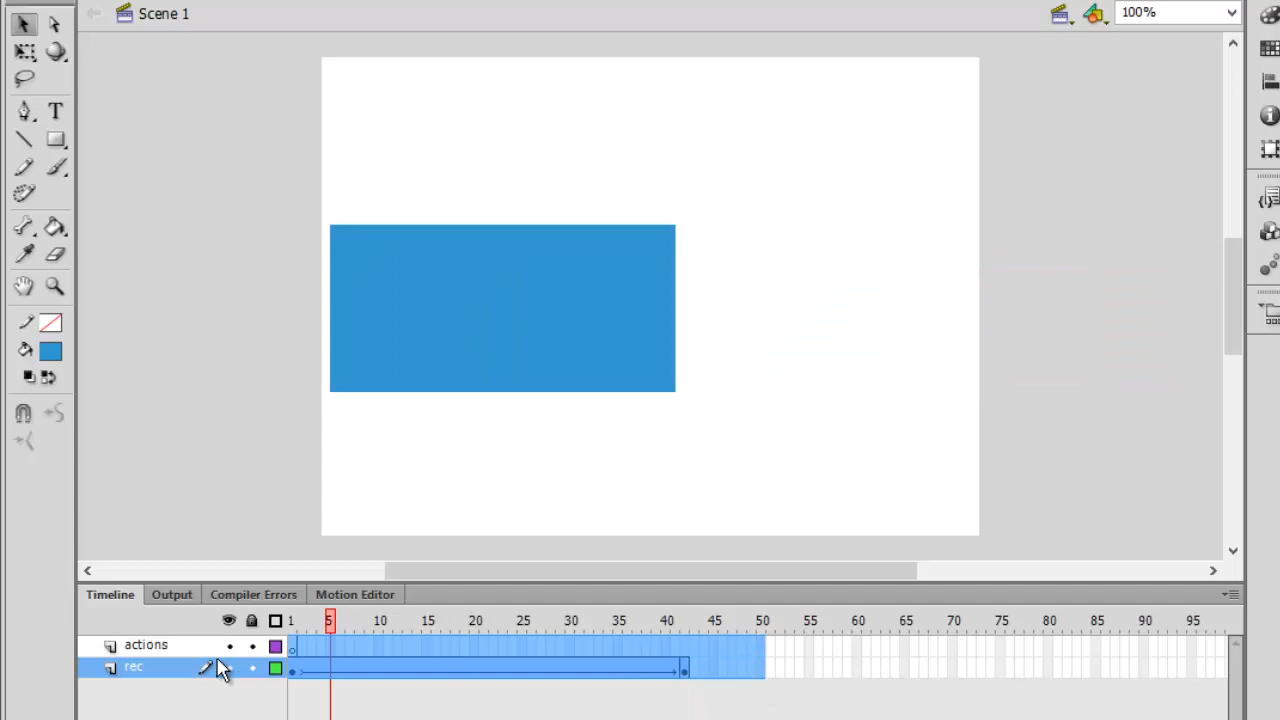 Scene 1
100%
T
Timeline Output Compiler Errors Motion Editor
1 5 10 15 20 25 30 35 40 45 50 55 60 65 70 75 80 85 90 95
actions
rec